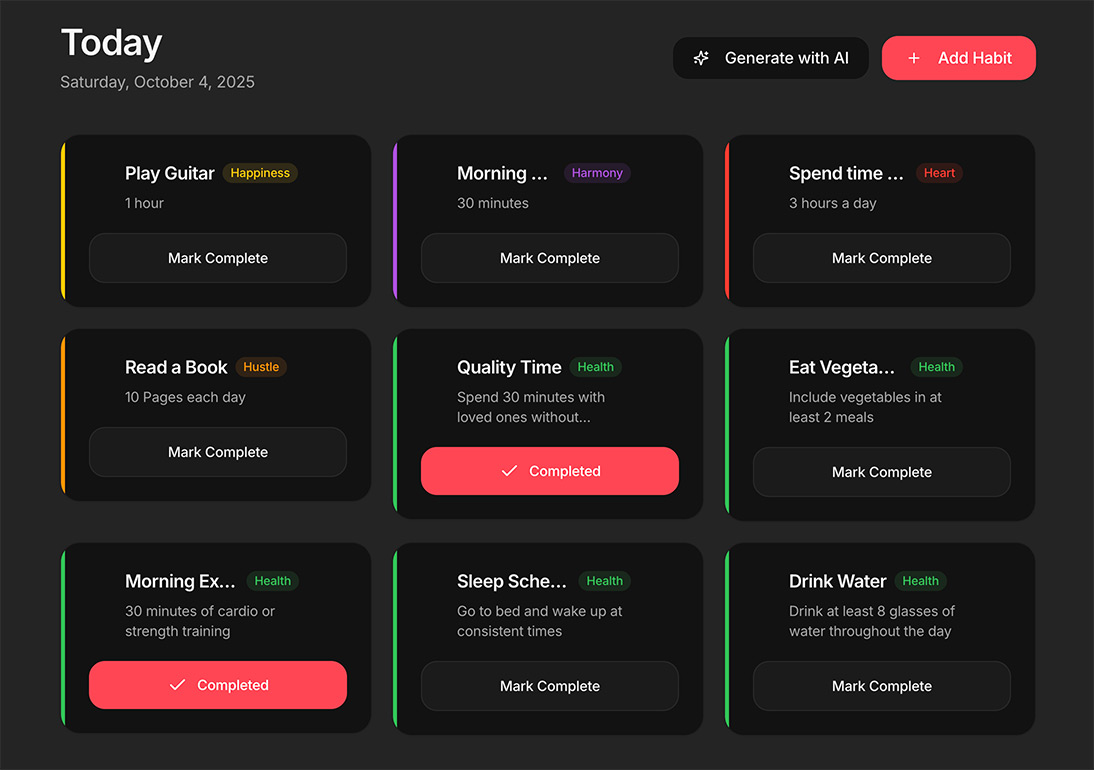 Today
Saturday, October 4, 2025
Generate with AI
+ Add Habit
Play Guitar Happiness
1 hour
Mark Complete
Morning ... Harmony
30 minutes
Mark Complete
Spend time ... Heart
3 hours a day
Mark Complete
Read a Book Hustle
10 Pages each day
Mark Complete
Quality Time Health
Spend 30 minutes with
loved ones without...
Completed
Eat Vegeta... Health
Include vegetables in at
least 2 meals
Mark Complete
Morning Ex... Health
30 minutes of cardio or
strength training
Completed
Sleep Sche... Health
Go to bed and wake up at
consistent times
Mark Complete
Drink Water Health
Drink at least 8 glasses of
water throughout the day
Mark Complete